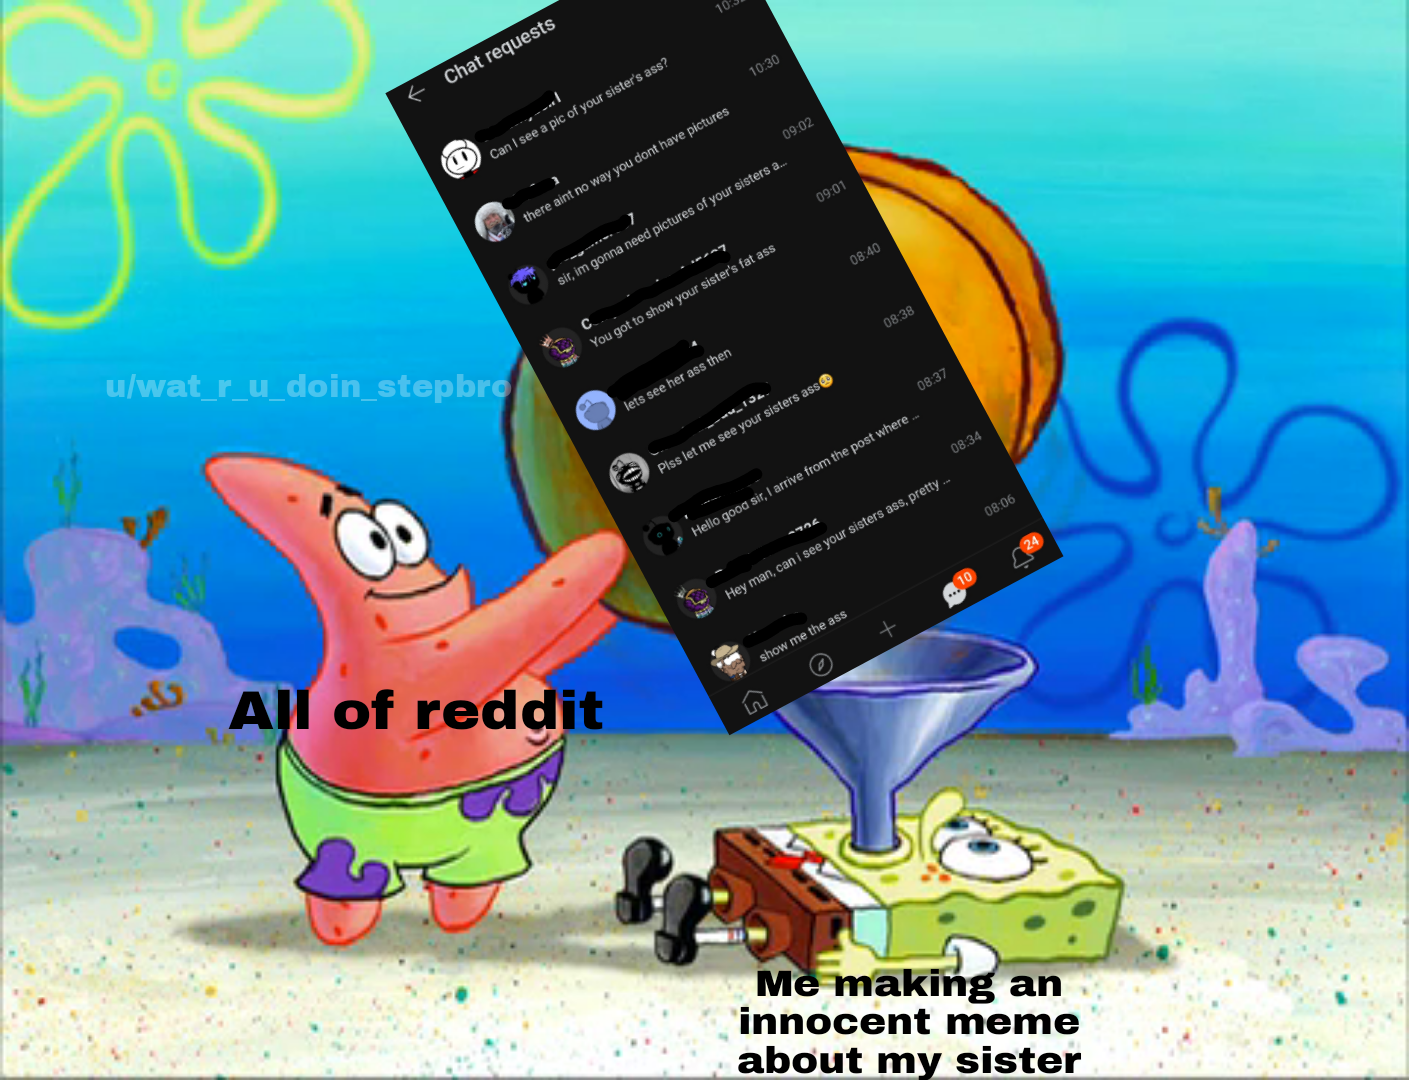 Chat requests
Can I see a pic of your sister's ass?
10:30
there aint no way you dont have pictures
09:02
sir, im gonna need pictures of your sisters a...
09:01
You got to show your sister's fat ass
08:40
lets see her ass then
08:38
Plss let me see your sisters ass🥺
08:37
Hello good sir, I arrive from the post where ...
08:34
Hey man, can i see your sisters ass, pretty ...
08:06
show me the ass
10
24
u/wat_r_u_doin_stepbro
All of reddit
Me making an
innocent meme
about my sister